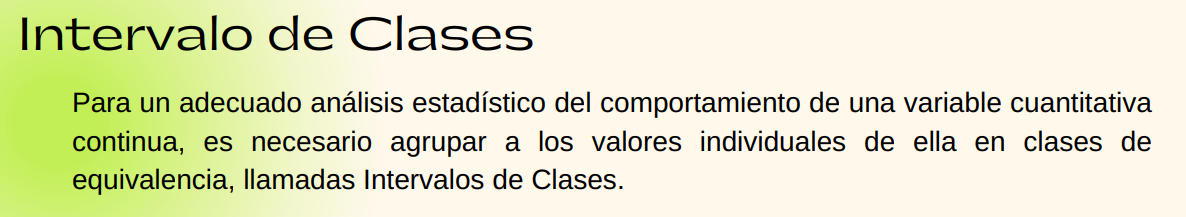 Intervalo de Clases
Para un adecuado análisis estadístico del comportamiento de una variable cuantitativa
continua, es necesario agrupar a los valores individuales de ella en clases de
equivalencia, llamadas Intervalos de Clases.